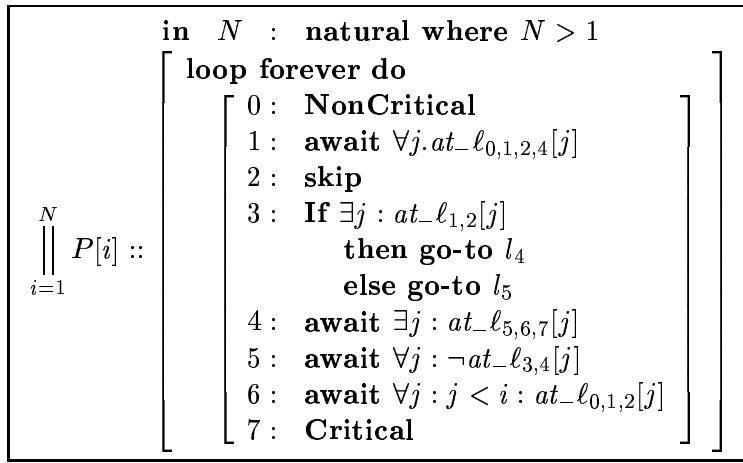 in N : natural where N > 1
loop forever do
0 : NonCritical
1 : await ∀j.at_ℓ₀,₁,₂,₄[j]
2 : skip
3 : If ∃j : at_ℓ₁,₂[j]
then go-to l₄
else go-to l₅
4 : await ∃j : at_ℓ₅,₆,₇[j]
5 : await ∀j : ¬at_ℓ₃,₄[j]
6 : await ∀j : j < i : at_ℓ₀,₁,₂[j]
7 : Critical
N
|| P[i] ::
i=1